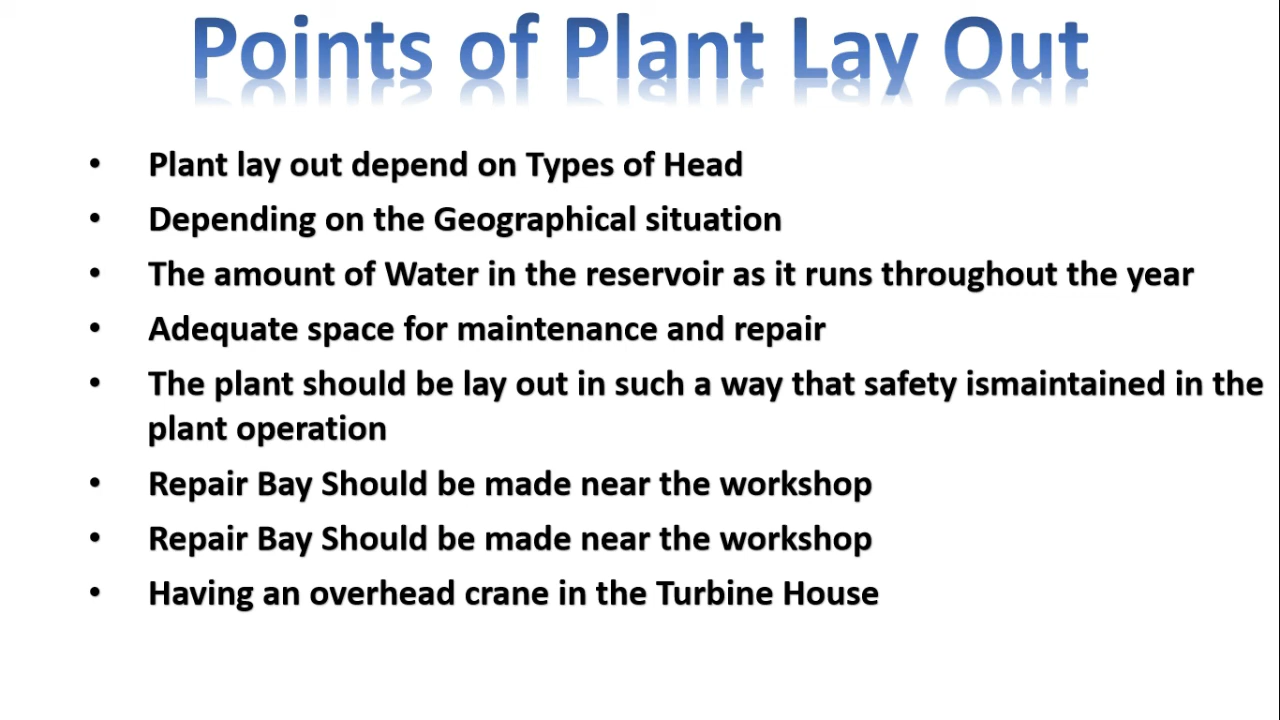 Points of Plant Lay Out
• Plant lay out depend on Types of Head
• Depending on the Geographical situation
• The amount of Water in the reservoir as it runs throughout the year
• Adequate space for maintenance and repair
• The plant should be lay out in such a way that safety ismaintained in the
plant operation
• Repair Bay Should be made near the workshop
• Repair Bay Should be made near the workshop
• Having an overhead crane in the Turbine House